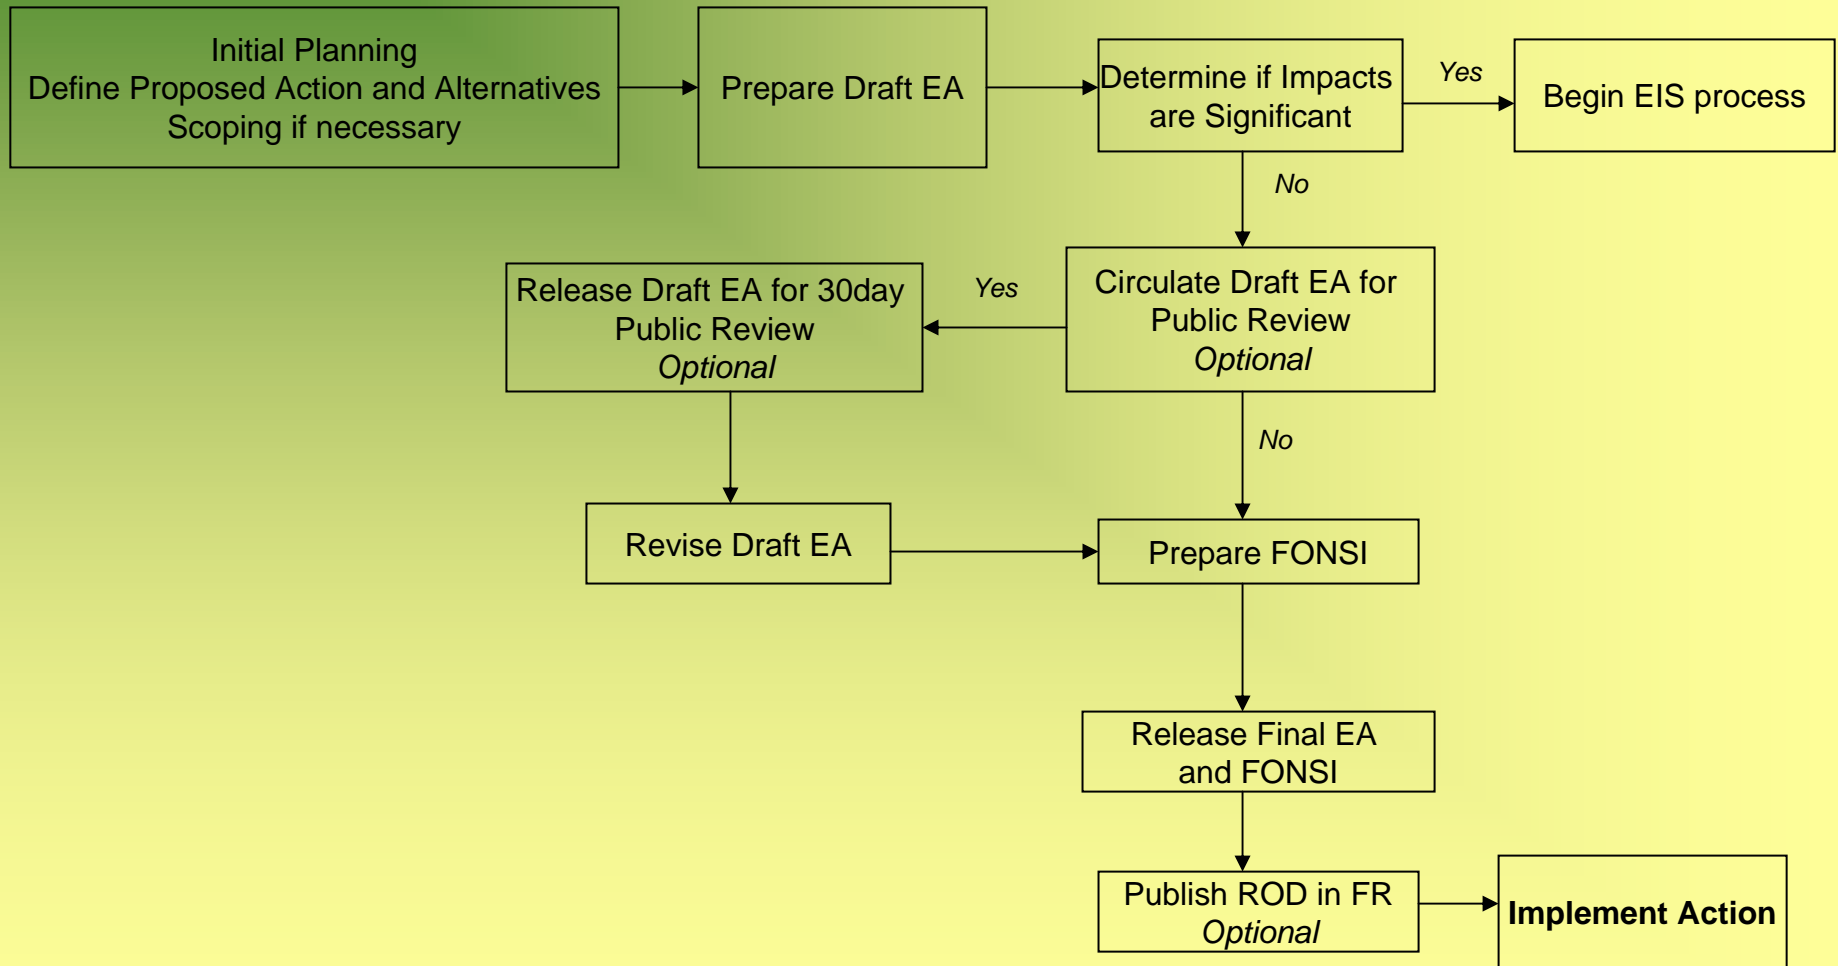 Initial Planning
Define Proposed Action and Alternatives
Scoping if necessary
Prepare Draft EA
Determine if Impacts
are Significant
Yes
Begin EIS process
No
Release Draft EA for 30day
Public Review
Optional
Yes
Circulate Draft EA for
Public Review
Optional
No
Revise Draft EA
Prepare FONSI
Release Final EA
and FONSI
Publish ROD in FR
Optional
Implement Action